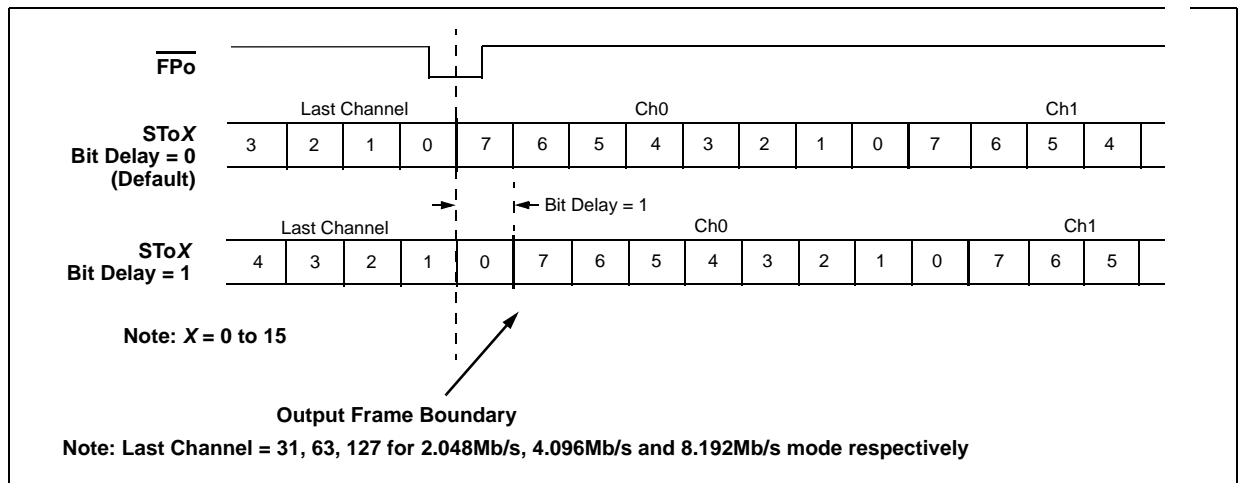 FPo
Last Channel Ch0 Ch1
SToX
Bit Delay = 0
(Default)
3 2 1 0 7 6 5 4 3 2 1 0 7 6 5 4
Bit Delay = 1
Last Channel Ch0 Ch1
SToX
Bit Delay = 1
4 3 2 1 0 7 6 5 4 3 2 1 0 7 6 5
Note: X = 0 to 15
Output Frame Boundary
Note: Last Channel = 31, 63, 127 for 2.048Mb/s, 4.096Mb/s and 8.192Mb/s mode respectively